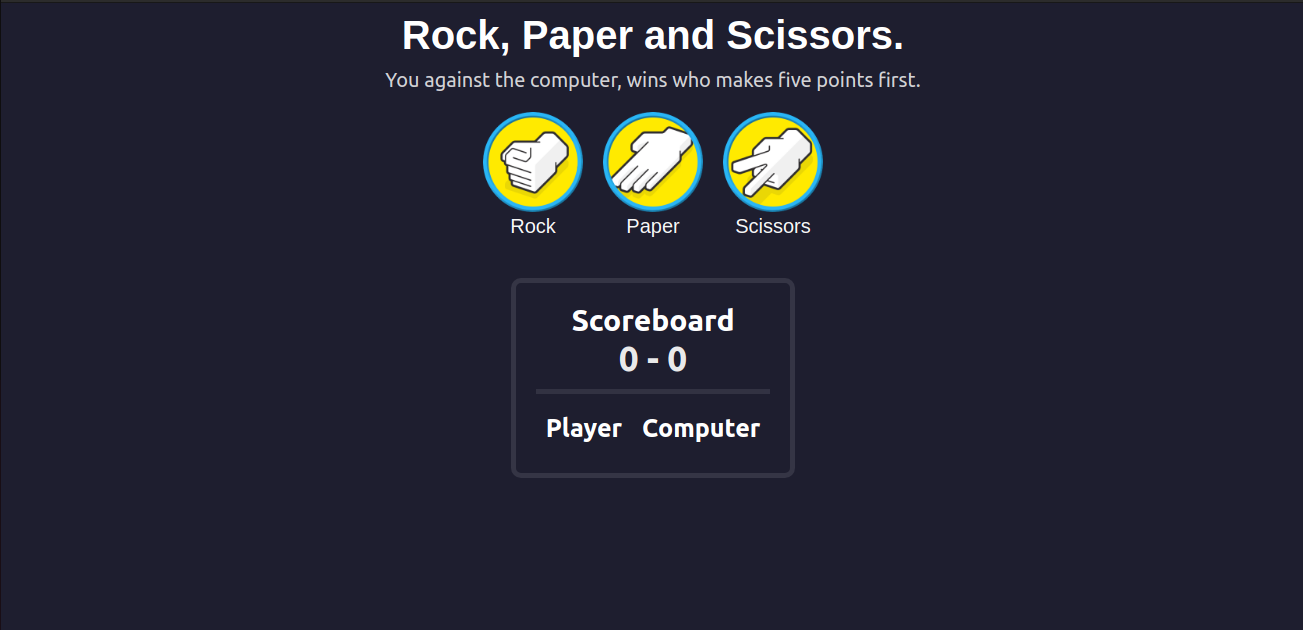 Rock, Paper and Scissors.
You against the computer, wins who makes five points first.
Rock Paper Scissors
Scoreboard
0 - 0
Player Computer